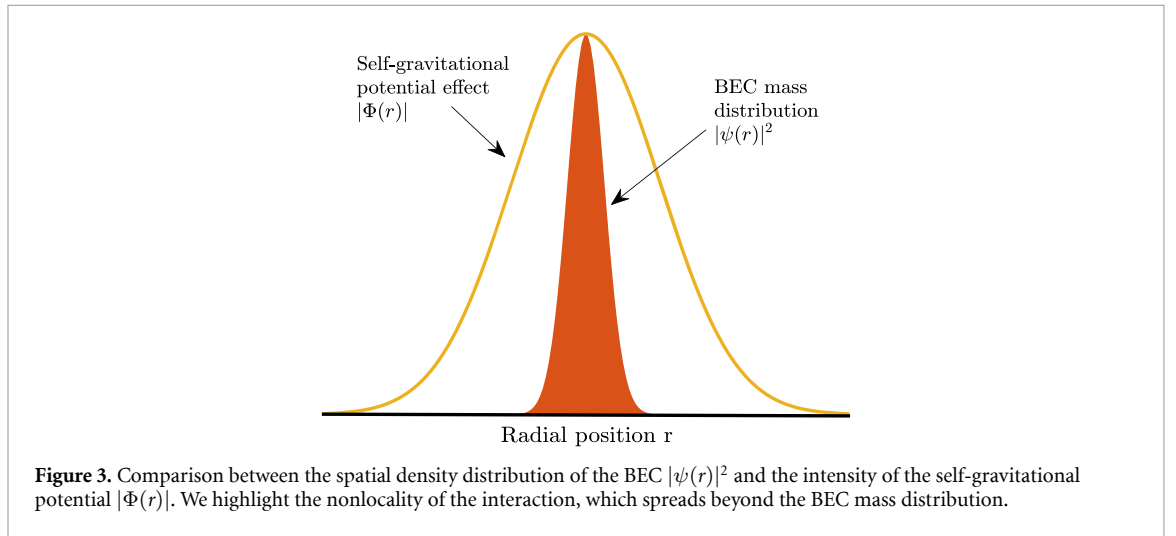 Self-gravitational
potential effect
|Φ(r)|
BEC mass
distribution
|ψ(r)|²
Radial position r
Figure 3. Comparison between the spatial density distribution of the BEC |ψ(r)|² and the intensity of the self-gravitational
potential |Φ(r)|. We highlight the nonlocality of the interaction, which spreads beyond the BEC mass distribution.